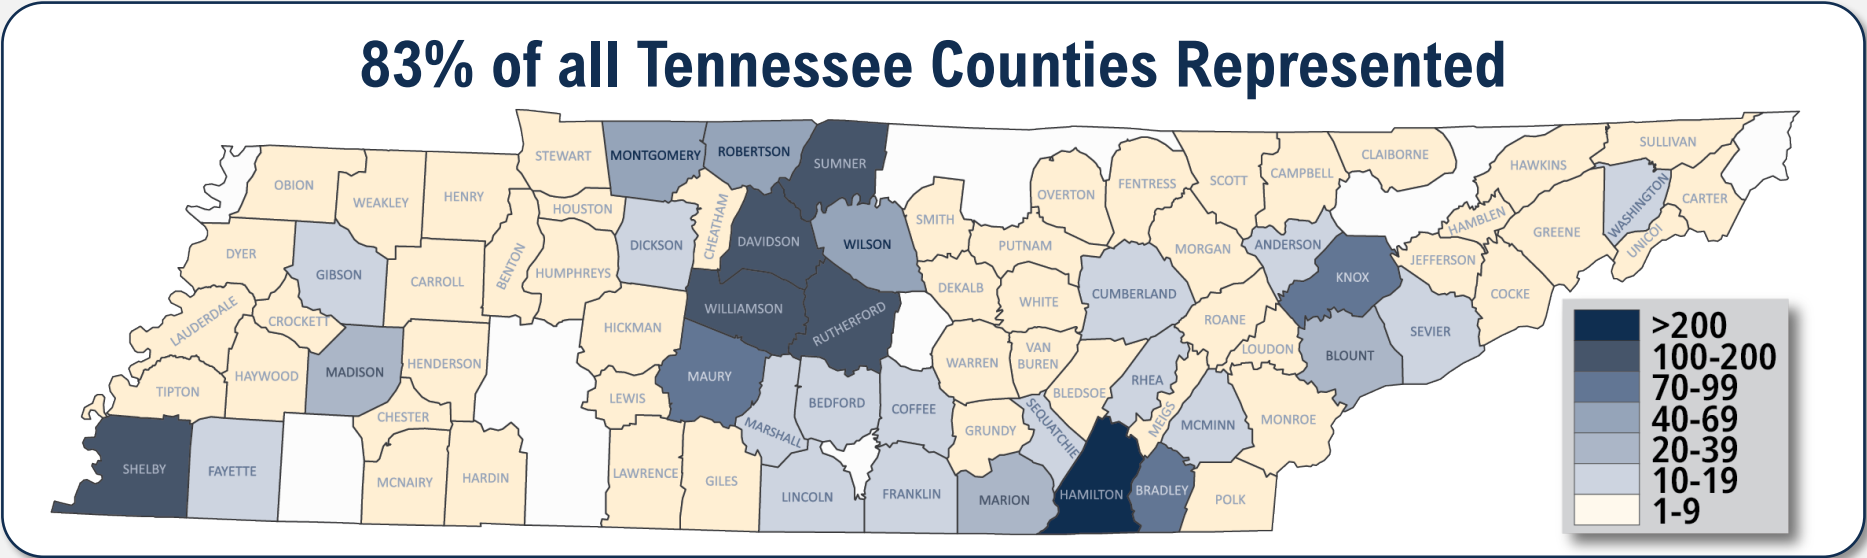 83% of all Tennessee Counties Represented
STEWART
MONTGOMERY
ROBERTSON
SUMNER
OBION
WEAKLEY
HENRY
HOUSTON
CHEATHAM
SMITH
OVERTON
FENTRESS
SCOTT
CAMPBELL
CLAIBORNE
HAWKINS
SULLIVAN
CARTER
WASHINGTON
UNICOI
HAMBLEN
GREENE
DYER
GIBSON
CARROLL
BENTON
HUMPHREYS
DICKSON
DAVIDSON
WILSON
PUTNAM
MORGAN
ANDERSON
KNOX
JEFFERSON
COCKE
LAUDERDALE
CROCKETT
HICKMAN
WILLIAMSON
RUTHERFORD
DEKALB
WHITE
CUMBERLAND
ROANE
LOUDON
BLOUNT
SEVIER
TIPTON
HAYWOOD
MADISON
HENDERSON
CHESTER
LEWIS
MAURY
MARSHALL
BEDFORD
COFFEE
WARREN
VAN
BUREN
BLEDSOE
RHEA
MEIGS
MCMINN
MONROE
SHELBY
FAYETTE
MCNAIRY
HARDIN
LAWRENCE
GILES
LINCOLN
FRANKLIN
GRUNDY
SEQUATCHIE
MARION
HAMILTON
BRADLEY
POLK
>200
100-200
70-99
40-69
20-39
10-19
1-9